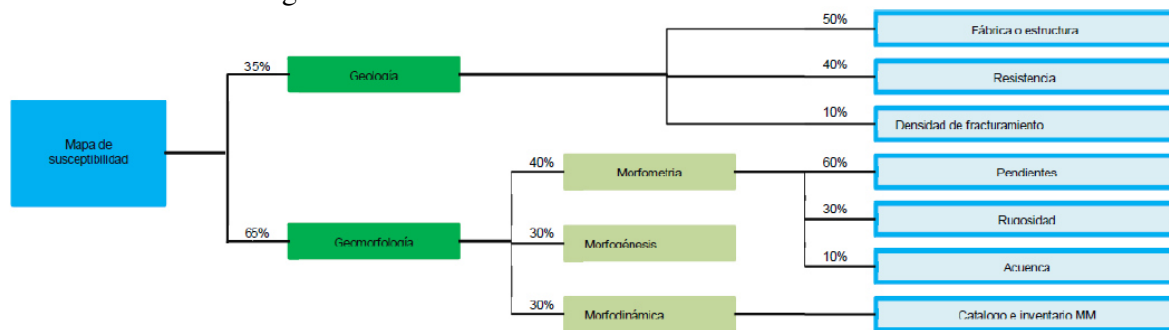 50%
Fábrica o estructura
35%
Geología
40%
Resistencia
10%
Densidad de fracturamiento
Mapa de
susceptibilidad
40%
Morfometria
60%
Pendientes
30%
Rugosidad
65%
Geomorfología
30%
Morfogénesis
10%
Acuenca
30%
Morfodinámica
Catalogo e inventario MM